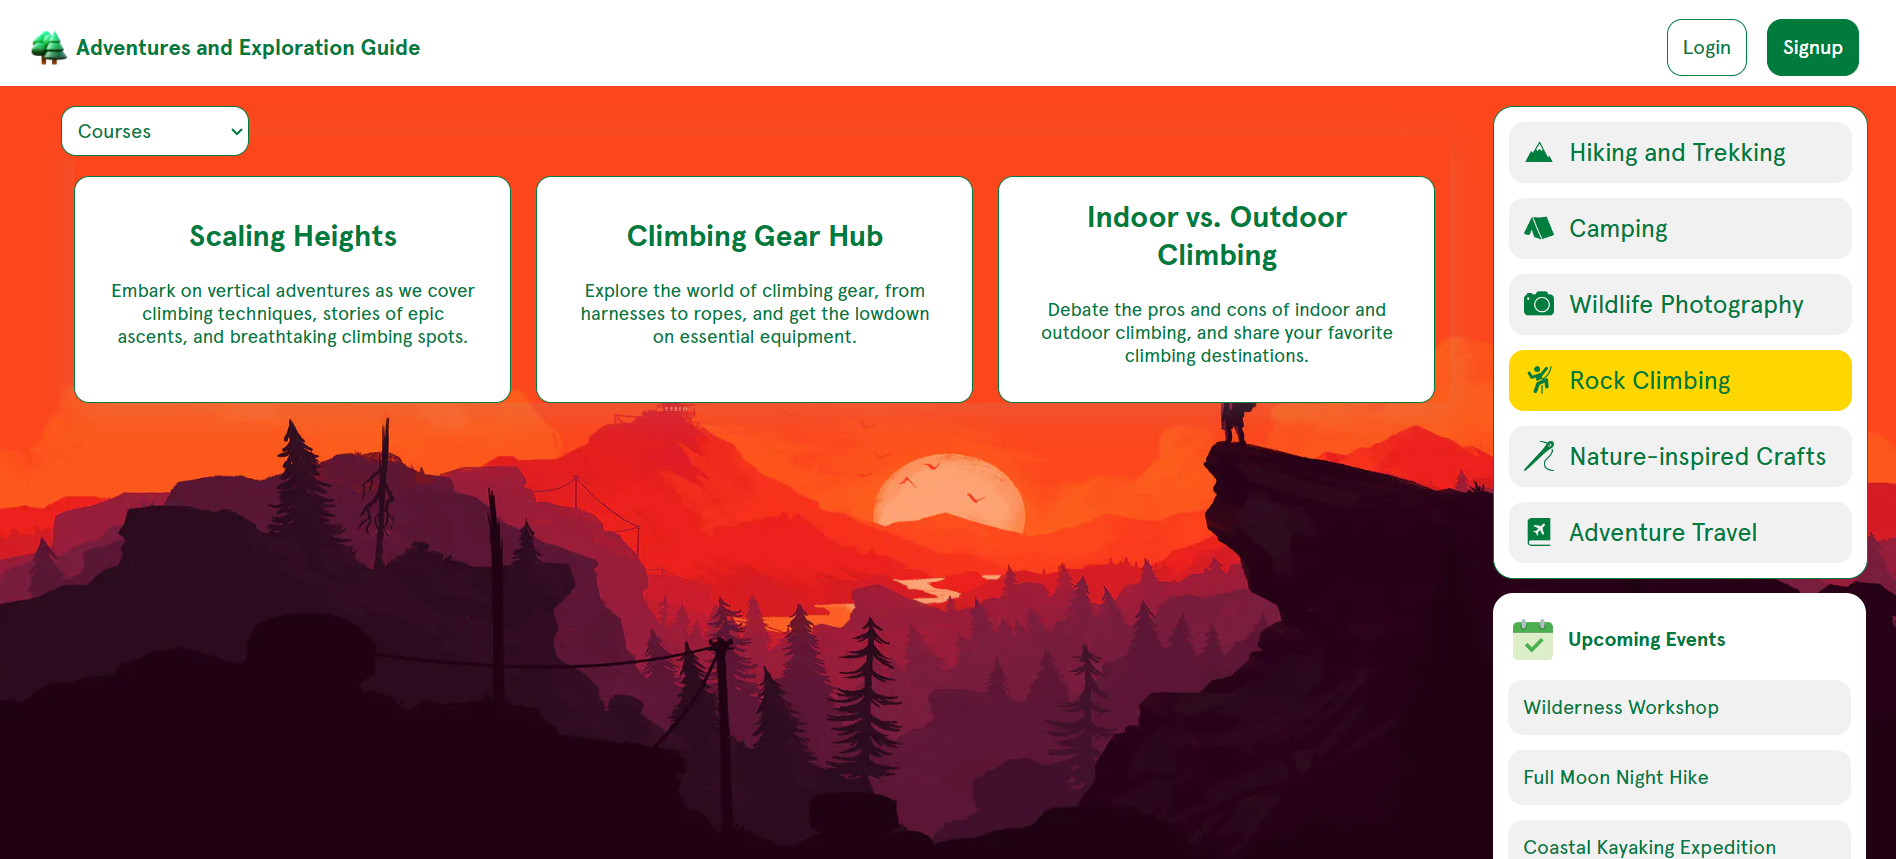 Adventures and Exploration Guide
Login
Signup
Courses
Scaling Heights
Embark on vertical adventures as we cover
climbing techniques, stories of epic
ascents, and breathtaking climbing spots.
Climbing Gear Hub
Explore the world of climbing gear, from
harnesses to ropes, and get the lowdown
on essential equipment.
Indoor vs. Outdoor
Climbing
Debate the pros and cons of indoor and
outdoor climbing, and share your favorite
climbing destinations.
Hiking and Trekking
Camping
Wildlife Photography
Rock Climbing
Nature-inspired Crafts
Adventure Travel
Upcoming Events
Wilderness Workshop
Full Moon Night Hike
Coastal Kayaking Expedition